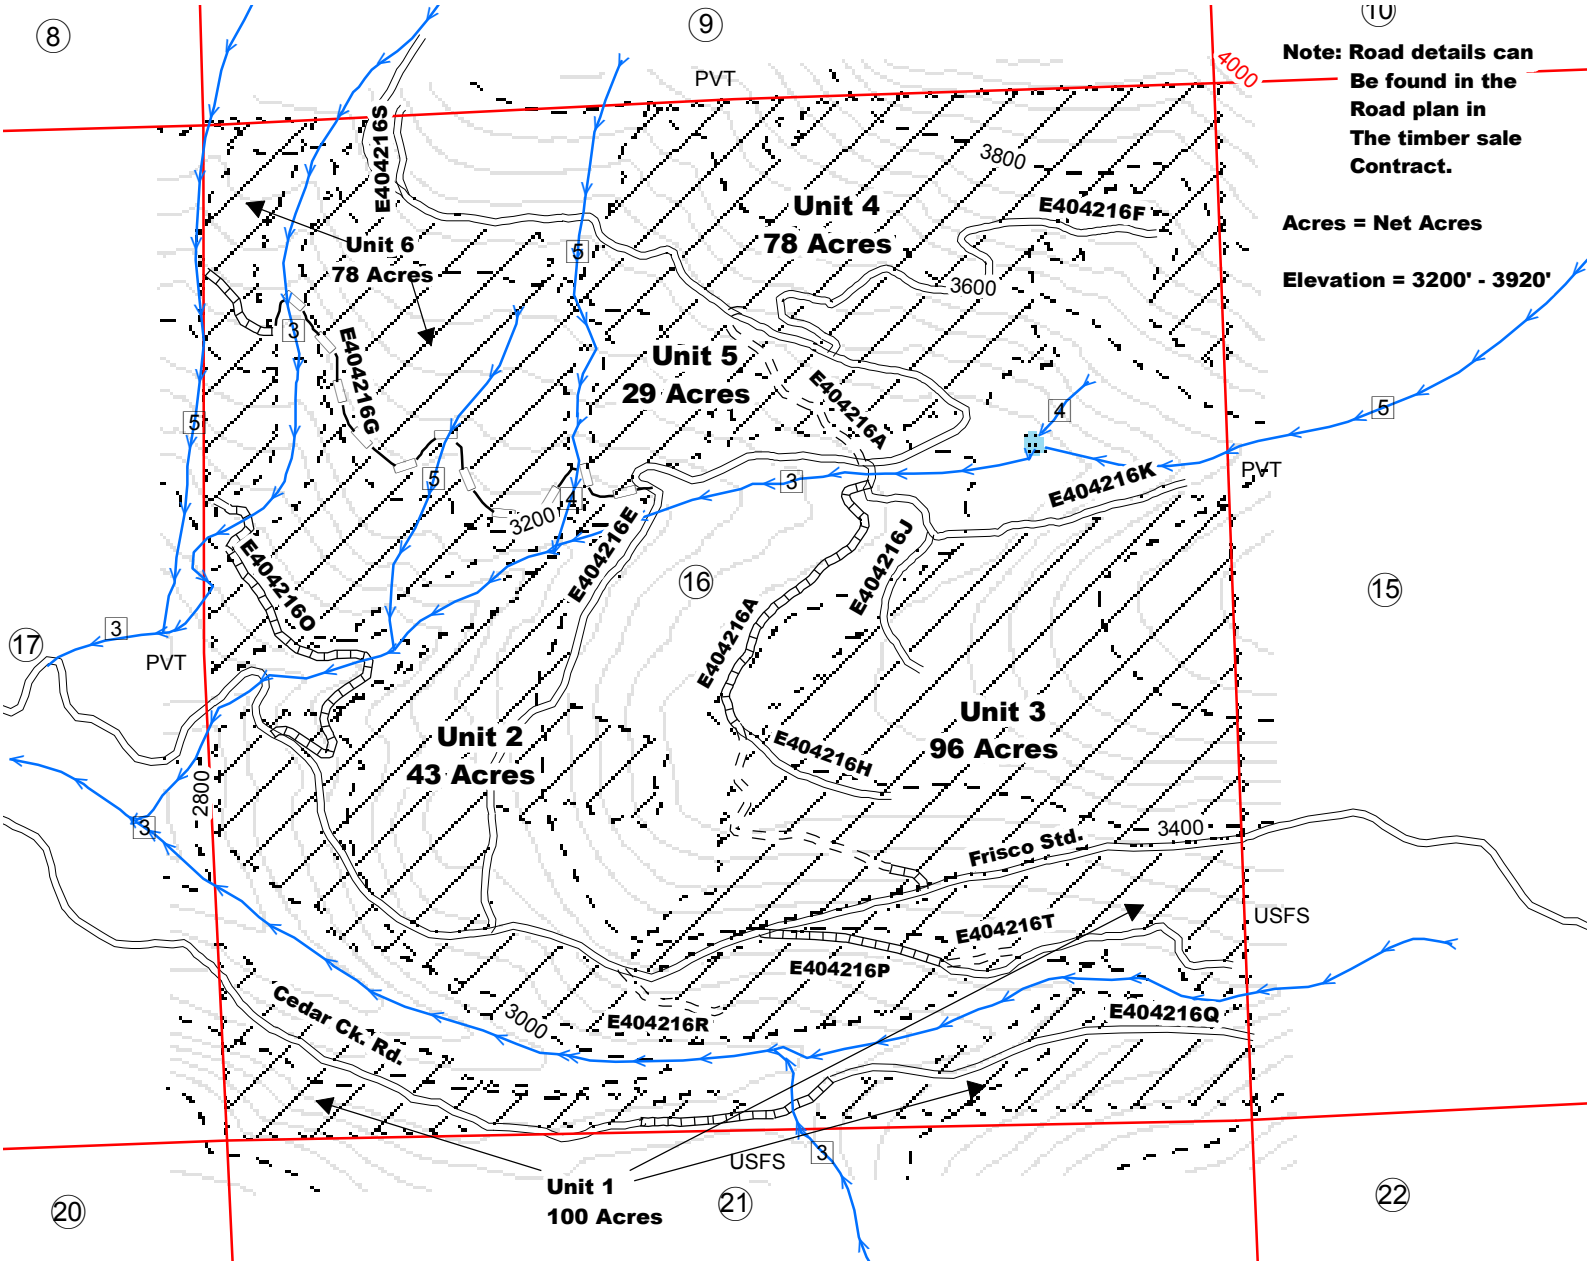 8
9
10
PVT
4000
Note: Road details can
Be found in the
Road plan in
The timber sale
Contract.
Acres = Net Acres
Elevation = 3200' - 3920'
E404216S
3800
Unit 4
78 Acres
E404216F
Unit 6
78 Acres
5
3600
3
E404216G
Unit 5
29 Acres
E404216A
4
5
5
5
3
4
3200
E404216K
PVT
E404216E
E404216J
16
15
E404216O
E404216A
17
3
PVT
Unit 2
43 Acres
Unit 3
96 Acres
E404216H
2800
3
3400
Frisco Std.
USFS
E404216T
E404216P
Cedar Ck. Rd.
3000
E404216R
E404216Q
USFS
3
Unit 1
100 Acres
20
21
22